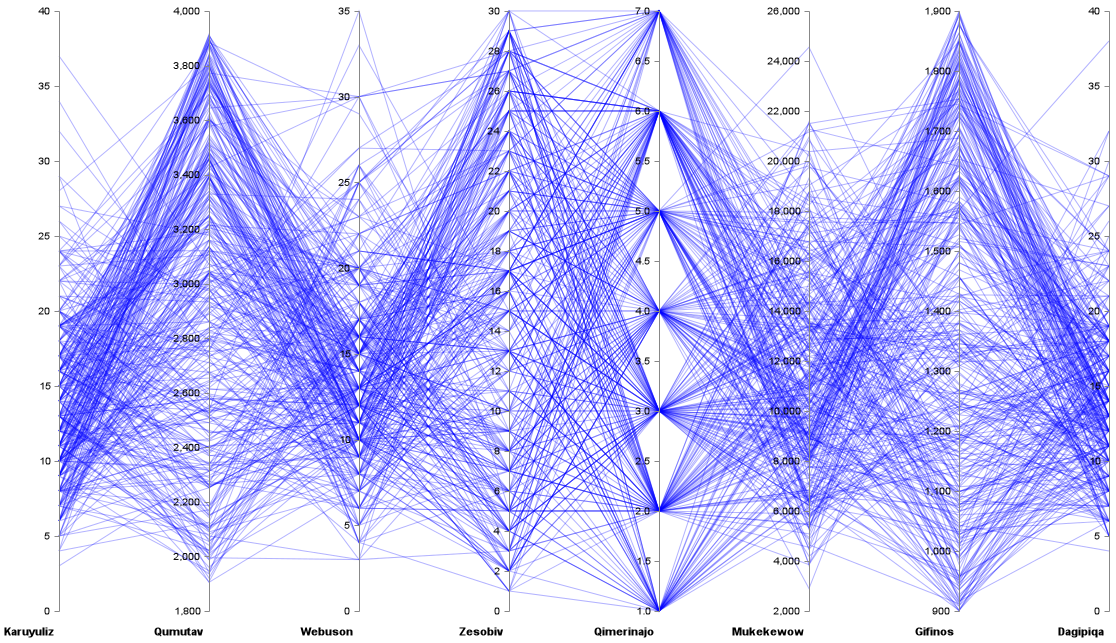 40 4,000 35 30 7.0 26,000 1,900 40
28 24,000
35 3,800 6.5 1,800 35
30 26 22,000
3,600 24 6.0 1,700
30 22 5.5 20,000 30
3,400 25 1,600
25 3,200 20 5.0 18,000 25
18 1,500
3,000 20 16 4.5 16,000
20 14 4.0 14,000 1,400 20
2,800
15 2,600 15 12 3.5 12,000 1,300 15
10 3.0 10,000 1,200
2,400 10
10 8 2.5 8,000 1,100 10
2,200 6 2.0 6,000
5 5 4 1,000 5
2,000 2 1.5 4,000
0 1,800 0 0 1.0 2,000 900 0
Karuyuliz Qumutav Webuson Zesobiv Qimerinajo Mukekewow Gifinos Dagipiqa